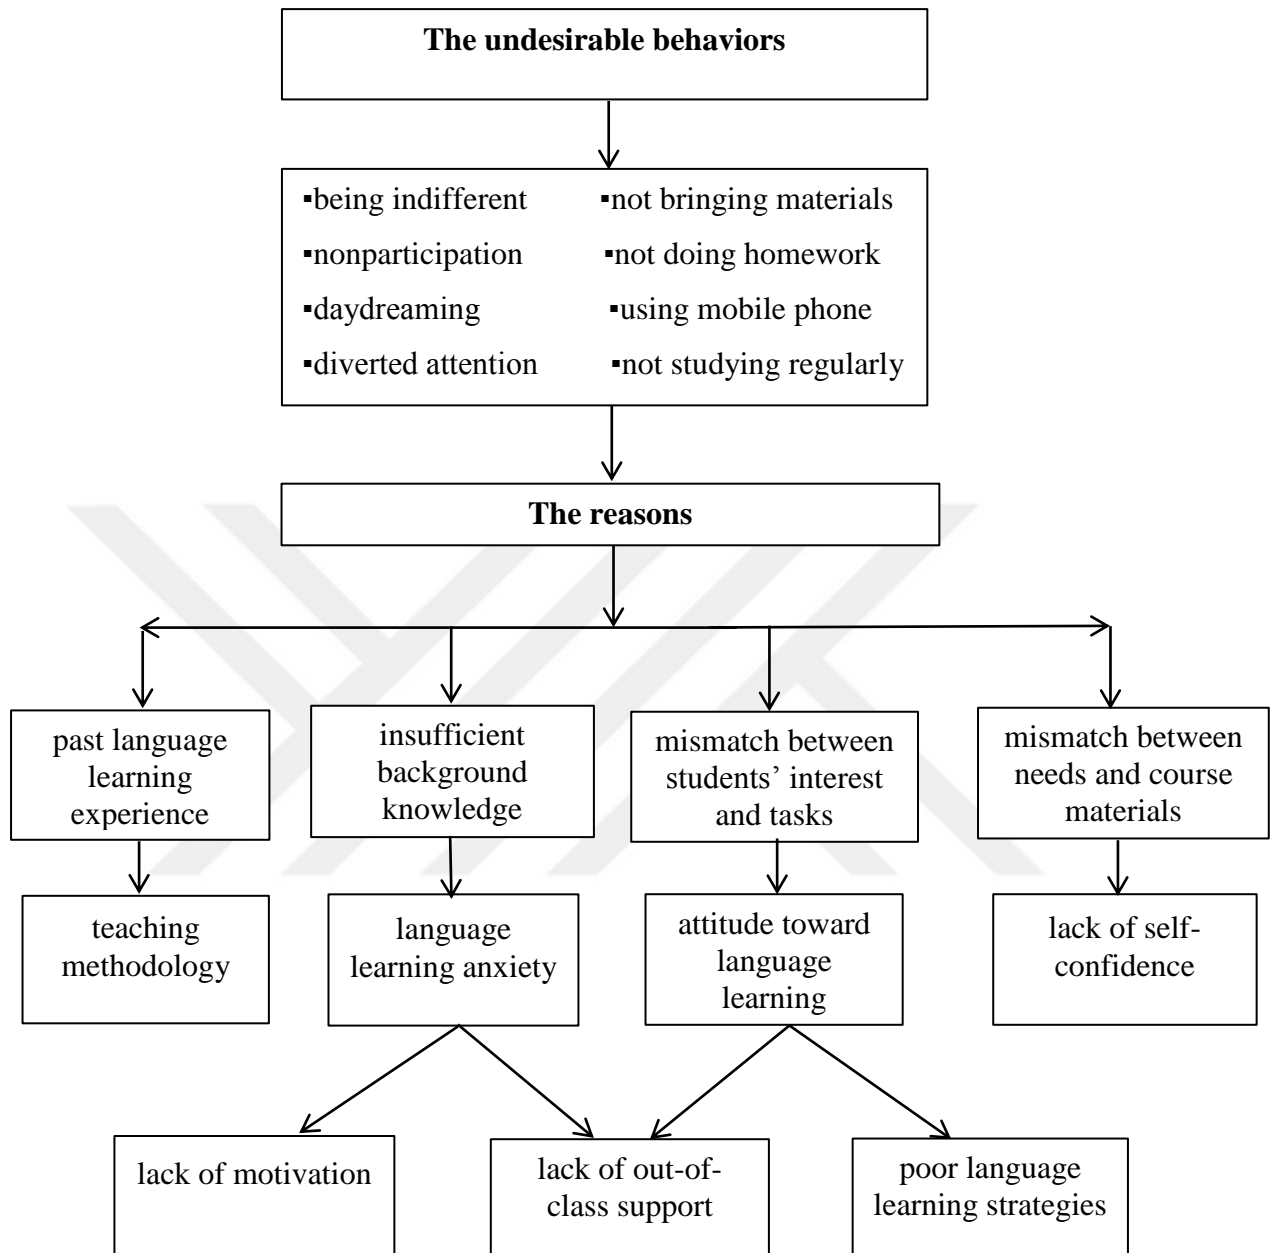 The undesirable behaviors
▪being indifferent ▪not bringing materials
▪nonparticipation ▪not doing homework
▪daydreaming ▪using mobile phone
▪diverted attention ▪not studying regularly
The reasons
past language
learning
experience
insufficient
background
knowledge
mismatch between
students’ interest
and tasks
mismatch between
needs and course
materials
teaching
methodology
language
learning anxiety
attitude toward
language
learning
lack of self-
confidence
lack of motivation
lack of out-of-
class support
poor language
learning strategies